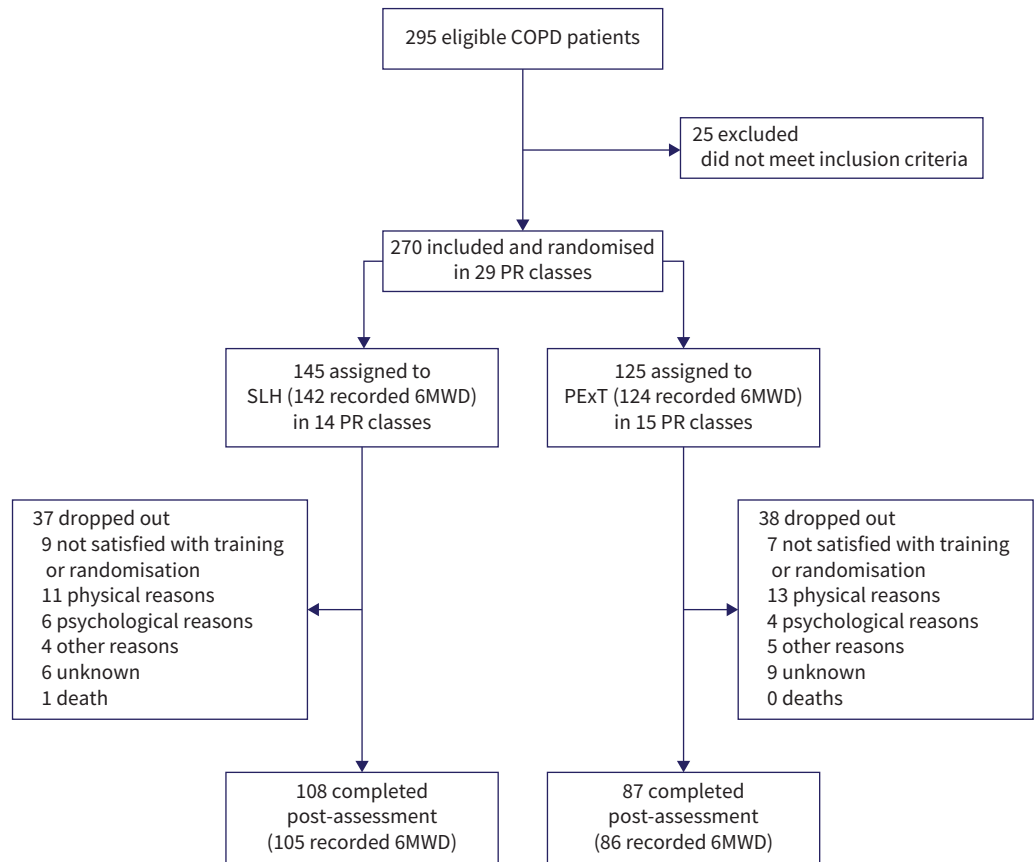 295 eligible COPD patients
25 excluded
did not meet inclusion criteria
270 included and randomised
in 29 PR classes
145 assigned to
SLH (142 recorded 6MWD)
in 14 PR classes
125 assigned to
PExT (124 recorded 6MWD)
in 15 PR classes
37 dropped out
9 not satisfied with training
or randomisation
11 physical reasons
6 psychological reasons
4 other reasons
6 unknown
1 death
38 dropped out
7 not satisfied with training
or randomisation
13 physical reasons
4 psychological reasons
5 other reasons
9 unknown
0 deaths
108 completed
post-assessment
(105 recorded 6MWD)
87 completed
post-assessment
(86 recorded 6MWD)